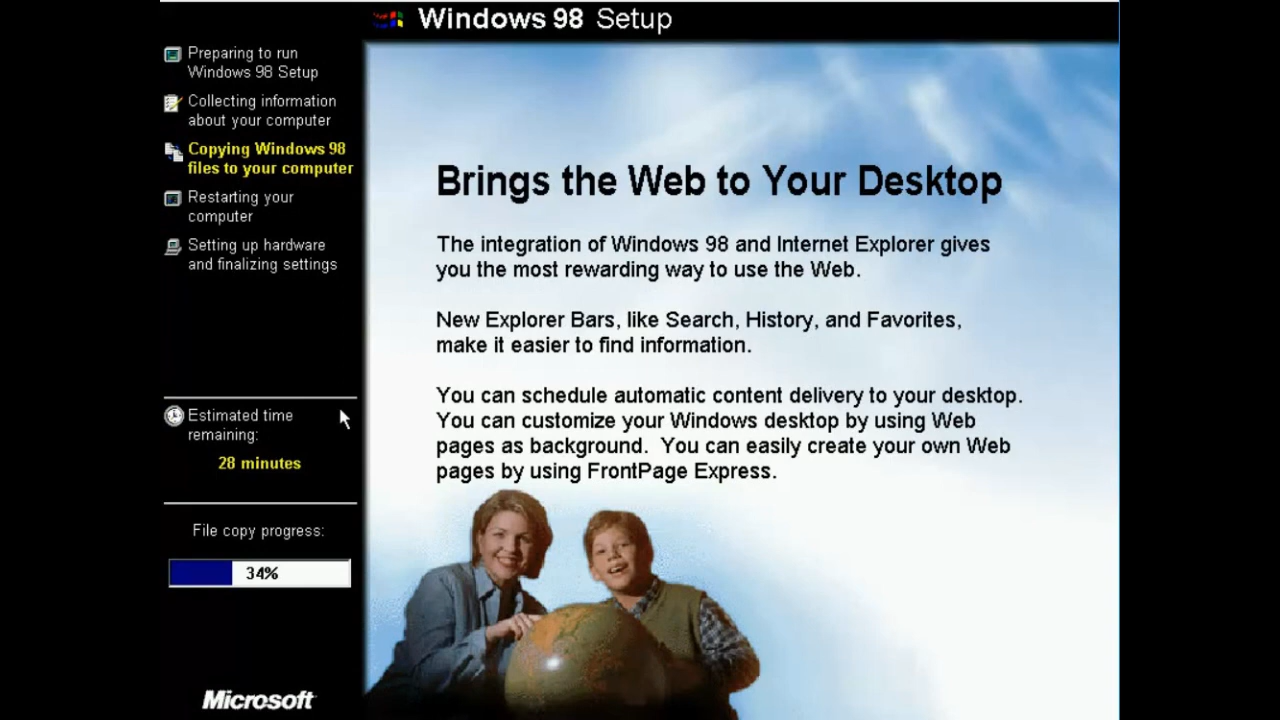 Windows 98 Setup
Preparing to run
Windows 98 Setup
Collecting information
about your computer
Copying Windows 98
files to your computer
Restarting your
computer
Setting up hardware
and finalizing settings
Estimated time
remaining:
28 minutes
File copy progress:
34%
Microsoft
Brings the Web to Your Desktop
The integration of Windows 98 and Internet Explorer gives
you the most rewarding way to use the Web.
New Explorer Bars, like Search, History, and Favorites,
make it easier to find information.
You can schedule automatic content delivery to your desktop.
You can customize your Windows desktop by using Web
pages as background.  You can easily create your own Web
pages by using FrontPage Express.